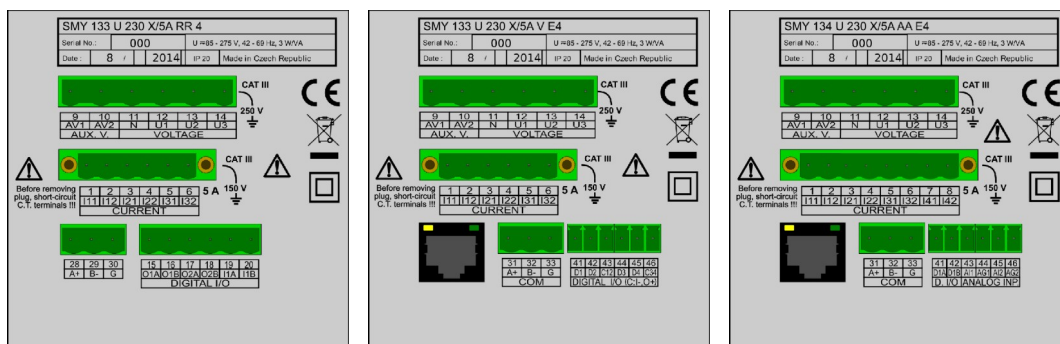 SMY 133 U 230 X/5A RR 4
Serial No.: 000 U =85 - 275 V, 42 - 69 Hz, 3 W/VA
Date : 8 / 2014 IP 20 Made in Czech Republic
CAT III
250 V
9 10 11 12 13 14
AV1 AV2 N U1 U2 U3
AUX. V. VOLTAGE
CAT III
Before removing
plug, short-circuit
C.T. terminals !!!
1 2 3 4 5 6 5 A 150 V
I11 I12 I21 I22 I31 I32
CURRENT
28 29 30 15 16 17 18 19 20
A+ B- G O1A O1B O2A O2B I1A I1B
DIGITAL I/O
SMY 133 U 230 X/5A V E4
Serial No.: 000 U =85 - 275 V, 42 - 69 Hz, 3 W/VA
Date : 8 / 2014 IP 20 Made in Czech Republic
CAT III
250 V
9 10 11 12 13 14
AV1 AV2 N U1 U2 U3
AUX. V. VOLTAGE
CAT III
Before removing
plug, short-circuit
C.T. terminals !!!
1 2 3 4 5 6 5 A 150 V
I11 I12 I21 I22 I31 I32
CURRENT
31 32 33 41 42 43 44 45 46
A+ B- G D1 D2 C12 D3 D4 C34
COM DIGITAL I/O (C:I-,O+)
SMY 134 U 230 X/5A AA E4
Serial No.: 000 U =85 - 275 V, 42 - 69 Hz, 3 W/VA
Date : 8 / 2014 IP 20 Made in Czech Republic
CAT III
250 V
9 10 11 12 13 14
AV1 AV2 N U1 U2 U3
AUX. V. VOLTAGE
CAT III
Before removing
plug, short-circuit
C.T. terminals !!!
1 2 3 4 5 6 7 8 5 A 150 V
I11 I12 I21 I22 I31 I32 I41 I42
CURRENT
31 32 33 41 42 43 44 45 46
A+ B- G O1A O1B AI1 AG1 AI2 AG2
COM D. I/O ANALOG INP